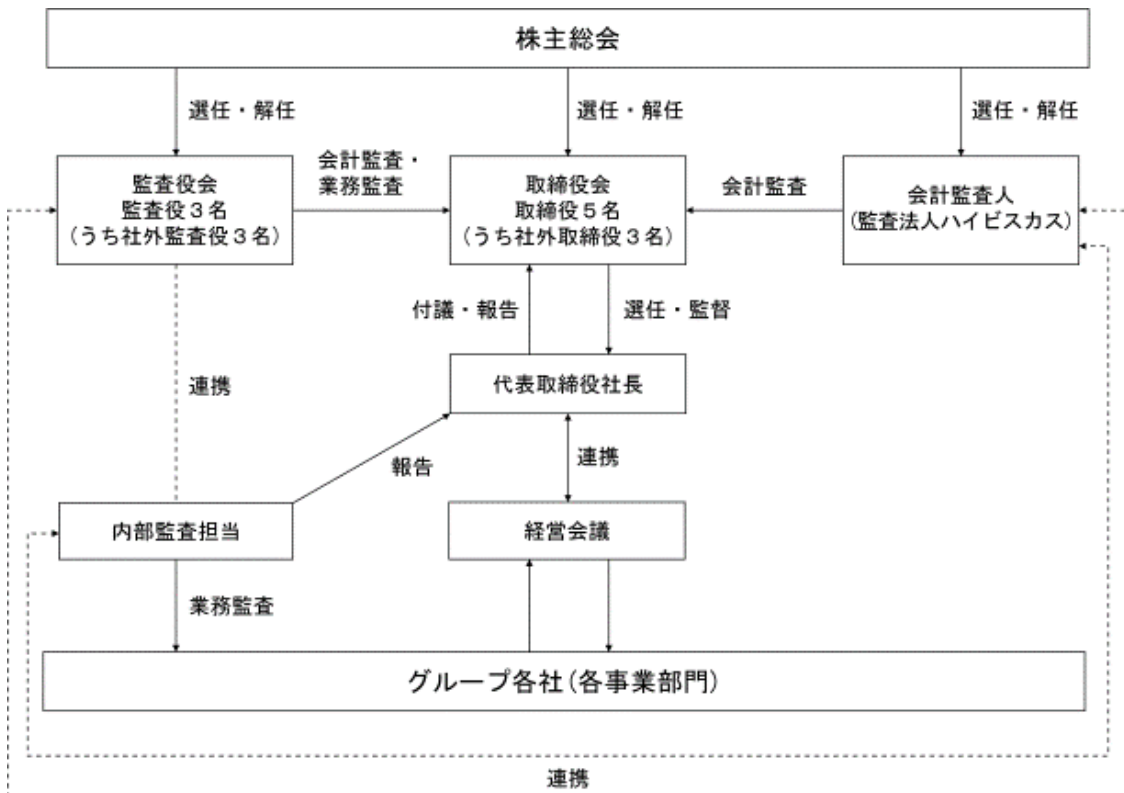 株主総会
選任・解任
選任・解任
選任・解任
監査役会
監査役３名
(うち社外監査役３名)
会計監査・
業務監査
取締役会
取締役５名
(うち社外取締役３名)
会計監査
会計監査人
(監査法人ハイビスカス)
付議・報告
選任・監督
連携
代表取締役社長
報告
連携
内部監査担当
経営会議
業務監査
グループ各社(各事業部門)
連携